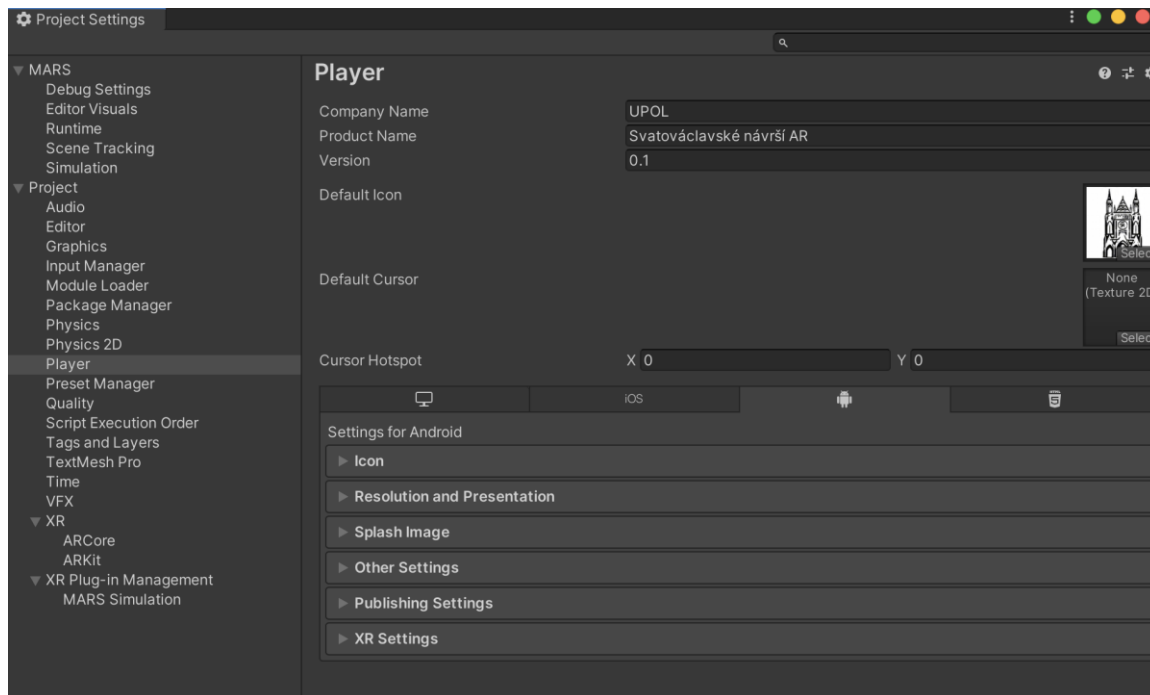 Project Settings
MARS
Debug Settings
Editor Visuals
Runtime
Scene Tracking
Simulation
Project
Audio
Editor
Graphics
Input Manager
Module Loader
Package Manager
Physics
Physics 2D
Player
Preset Manager
Quality
Script Execution Order
Tags and Layers
TextMesh Pro
Time
VFX
XR
ARCore
ARKit
XR Plug-in Management
MARS Simulation
Player
Company Name UPOL
Product Name Svatováclavské návrší AR
Version 0.1
Default Icon
Selec
Default Cursor
None
(Texture 2D
Selec
Cursor Hotspot X 0 Y 0
iOS
Settings for Android
Icon
Resolution and Presentation
Splash Image
Other Settings
Publishing Settings
XR Settings